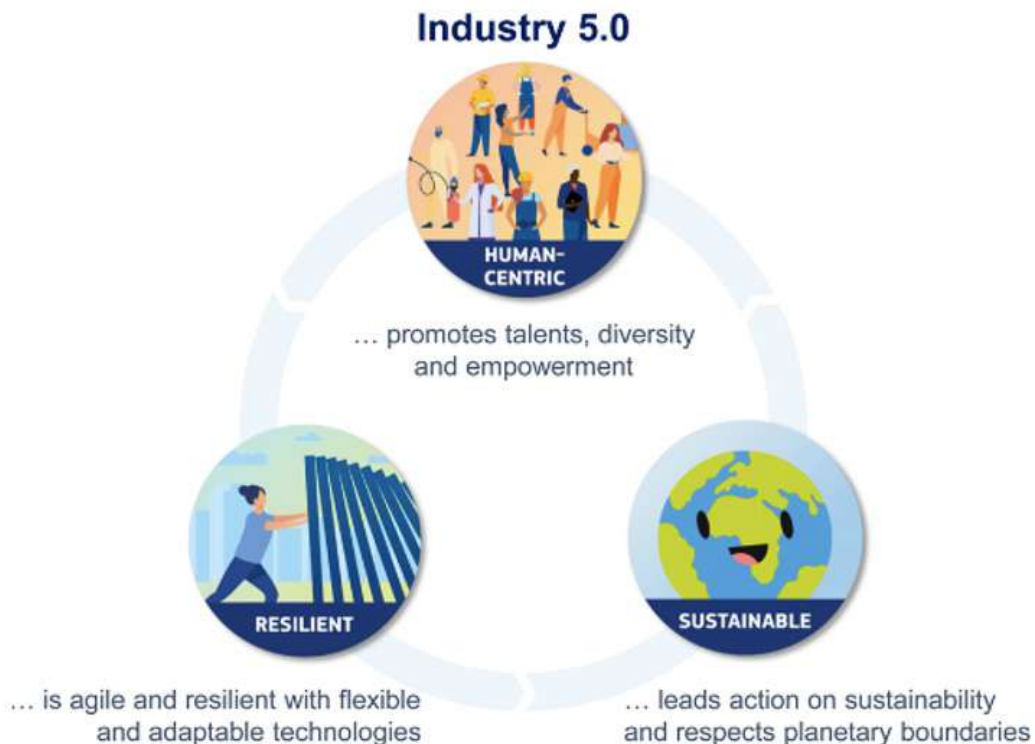 Industry 5.0
HUMAN-
CENTRIC
... promotes talents, diversity
and empowerment
RESILIENT
... is agile and resilient with flexible
and adaptable technologies
SUSTAINABLE
... leads action on sustainability
and respects planetary boundaries